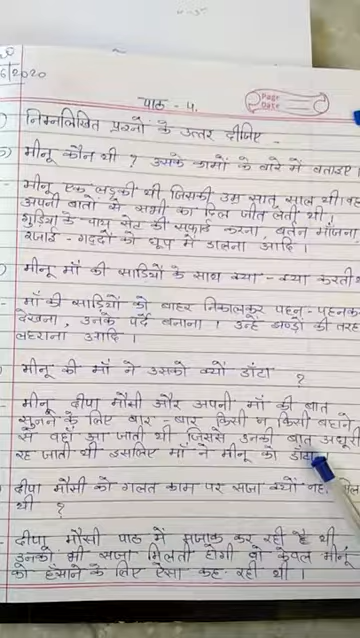 6/2020
Page
Date
पाठ - 4.
निम्नलिखित प्रश्नों के उत्तर दीजिए -
मीनू कौन थी ? उसके कामों के बारे में बताइए।
- मीनू एक लड़की थी जिसकी उम्र सात साल थी। वह
अपनी बातों से सभी का दिल जीत लेती थी।
गुड़िया के साथ सफाई करना, बर्तन माँजना
रजाई - गद्दों को धूप में डालना आदि।
मीनू माँ की साडियों के साथ क्या - क्या करती
- माँ की साडियों को बाहर निकालकर पहन - पहनकर
देखना, उनके पर्दे बनाना। उन्हें झण्डों की तरह
लहराना आदि।
मीनू की माँ ने उसको क्यों डाँटा ?
- मीनू दीपा मौसी और अपनी माँ की बात
सुनने के लिए बार - बार किसी न किसी बहाने
से वहाँ आ जाती थी जिससे उनकी बात अधूरी
रह जाती थी इसलिए माँ ने मीनू को डाँटा
दीपा मौसी को गलत काम पर सजा क्यों
थी ?
- दीपा मौसी पाठ में मजाक कर रही है थी
उनको भी सजा मिलती होगी वो केवल मीनू
को हँसाने के लिए ऐसा कह रही थी।